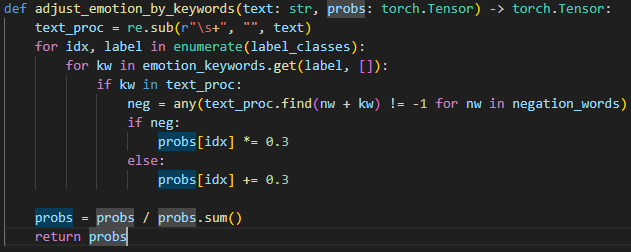 def adjust_emotion_by_keywords(text: str, probs: torch.Tensor) -> torch.Tensor:
    text_proc = re.sub(r"\s+", "", text)
    for idx, label in enumerate(label_classes):
        for kw in emotion_keywords.get(label, []):
            if kw in text_proc:
                neg = any(text_proc.find(nw + kw) != -1 for nw in negation_words)
                if neg:
                    probs[idx] *= 0.3
                else:
                    probs[idx] += 0.3
    probs = probs / probs.sum()
    return probs